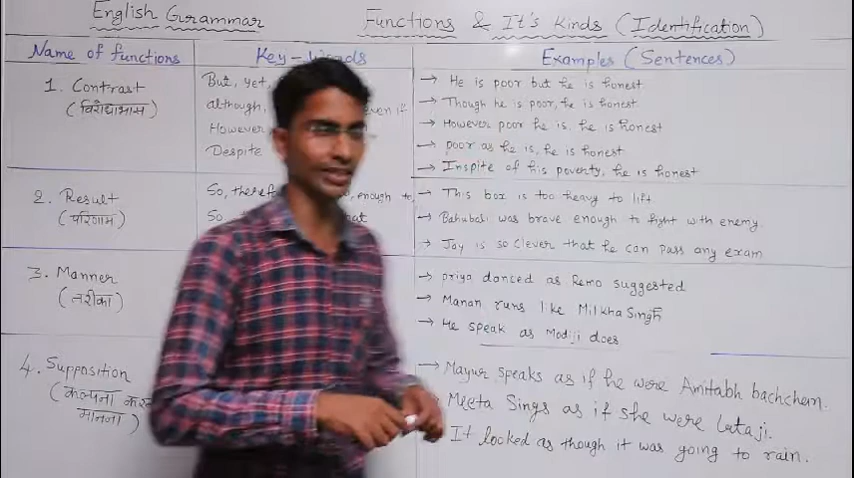 English Grammar
Functions & It's Kinds (Identification)
Name of functions
Key-Words
Examples (Sentences)
1. Contrast
(विरोधाभास)
But, yet,
although, even if
However
Despite
→ He is poor but he is honest
→ Though he is poor, he is honest
→ However poor he is, he is honest
→ poor as he is, he is honest
→ Inspite of his poverty, he is honest
2. Result
(परिणाम)
So, enough to,
So
→ This box is too heavy to lift
→ Bahubali was brave enough to fight with enemy
→ Jay is so clever that he can pass any exam
3. Manner
(तरीका)
→ priya danced as Remo suggested
→ Manan runs like Milkha Singh
→ He speak as Modiji does
4. Supposition
(कल्पना
मानना)
→ Mayur speaks as if he were Amitabh bachchan.
Meeta Sings as if she were Lataji.
It looked as though it was going to rain.